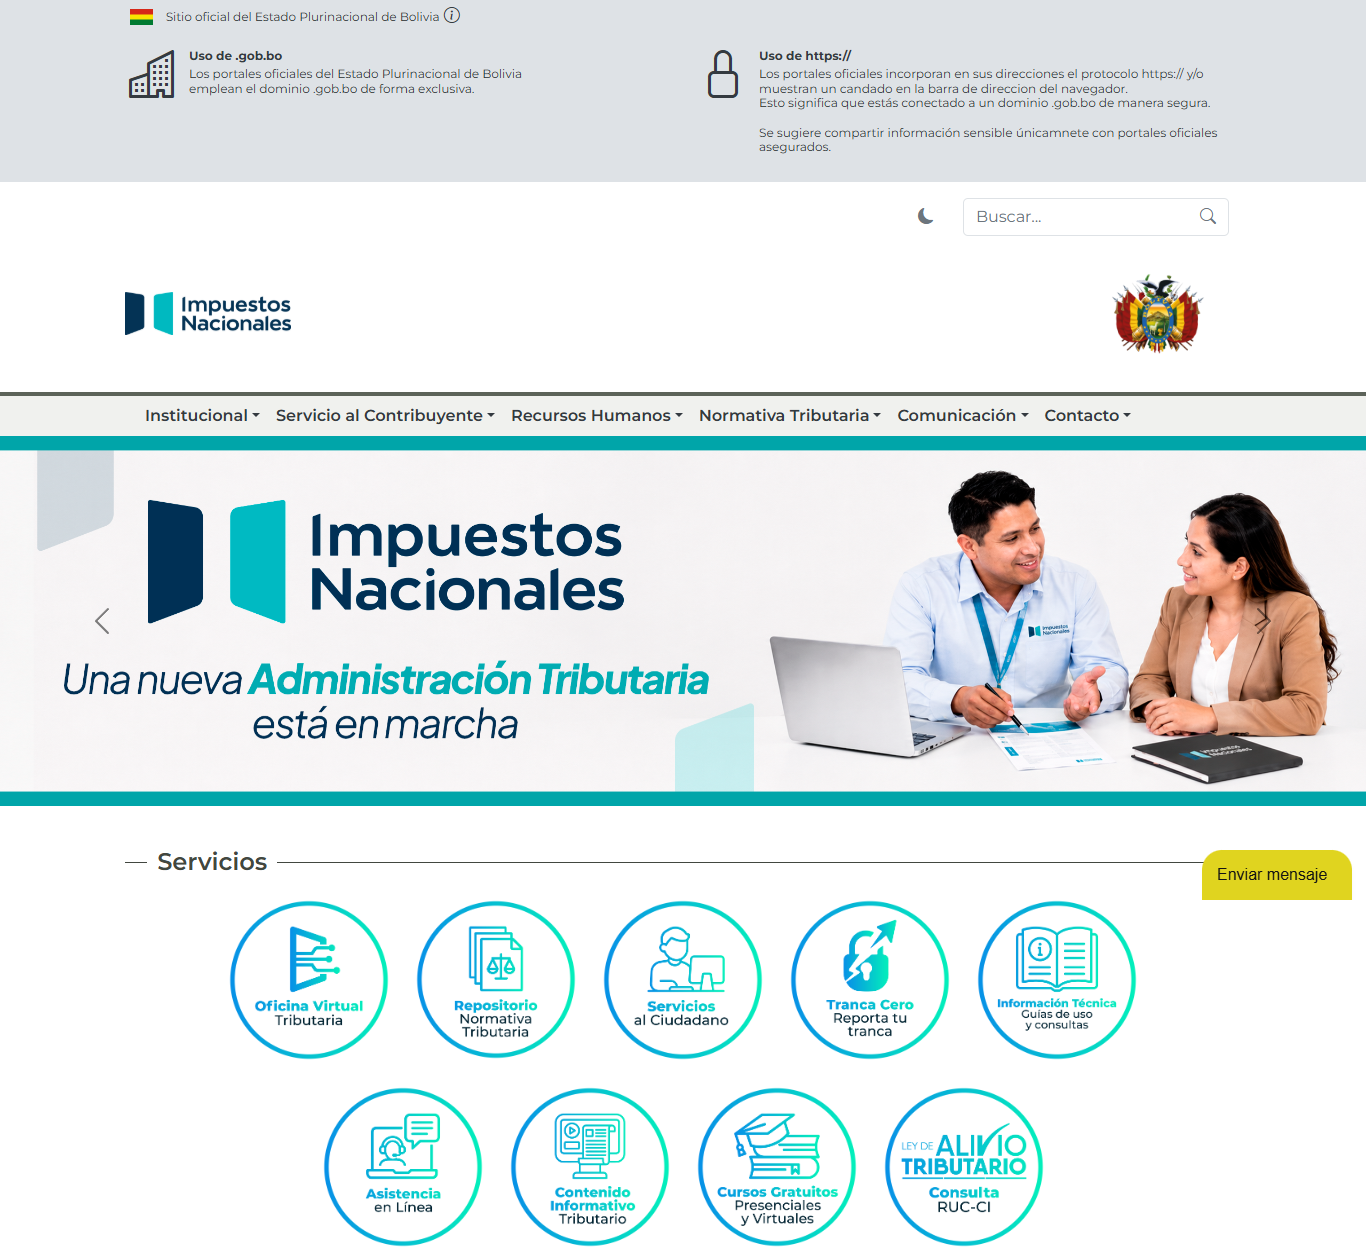 Sitio oficial del Estado Plurinacional de Bolivia
Uso de .gob.bo
Los portales oficiales del Estado Plurinacional de Bolivia
emplean el dominio .gob.bo de forma exclusiva.
Uso de https://
Los portales oficiales incorporan en sus direcciones el protocolo https:// y/o
muestran un candado en la barra de direccion del navegador.
Esto significa que estás conectado a un dominio .gob.bo de manera segura.
Se sugiere compartir información sensible únicamnete con portales oficiales
asegurados.
Buscar...
Impuestos
Nacionales
Institucional
Servicio al Contribuyente
Recursos Humanos
Normativa Tributaria
Comunicación
Contacto
Impuestos
Nacionales
Una nueva Administración Tributaria
está en marcha
Impuestos
Nacionales
Impuestos
Nacionales
Servicios
Enviar mensaje
Oficina Virtual
Tributaria
Repositorio
Normativa
Tributaria
Servicios
al Ciudadano
Tranca Cero
Reporta tu
tranca
Información Técnica
Guías de uso
y consultas
Asistencia
en Línea
Contenido
Informativo
Tributario
Cursos Gratuitos
Presenciales
y Virtuales
LEY DE ALIVIO
TRIBUTARIO
Consulta
RUC-CI